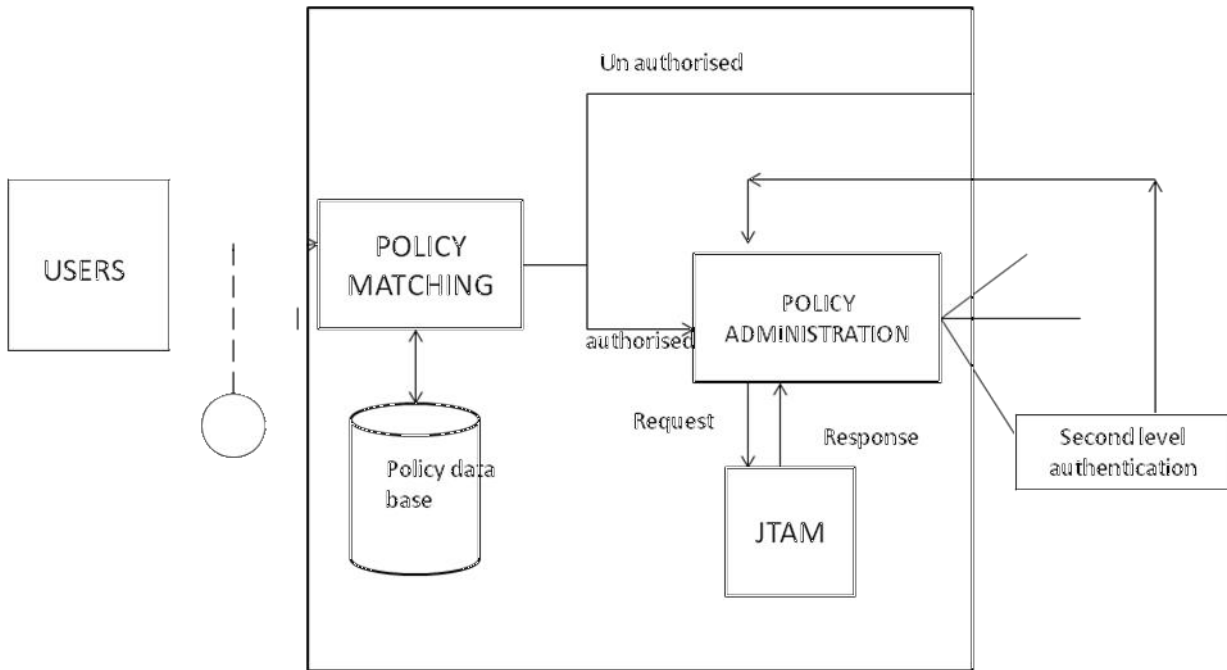 Un authorised
USERS
POLICY
MATCHING
POLICY
ADMINISTRATION
authorised
Request
Response
Second level
authentication
Policy data
base
JTAM